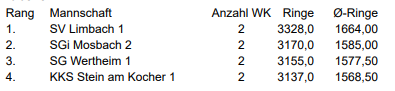 Rang Mannschaft Anzahl WK Ringe Ø-Ringe
1. SV Limbach 1 2 3328,0 1664,00
2. SGi Mosbach 2 2 3170,0 1585,00
3. SG Wertheim 1 2 3155,0 1577,50
4. KKS Stein am Kocher 1 2 3137,0 1568,50